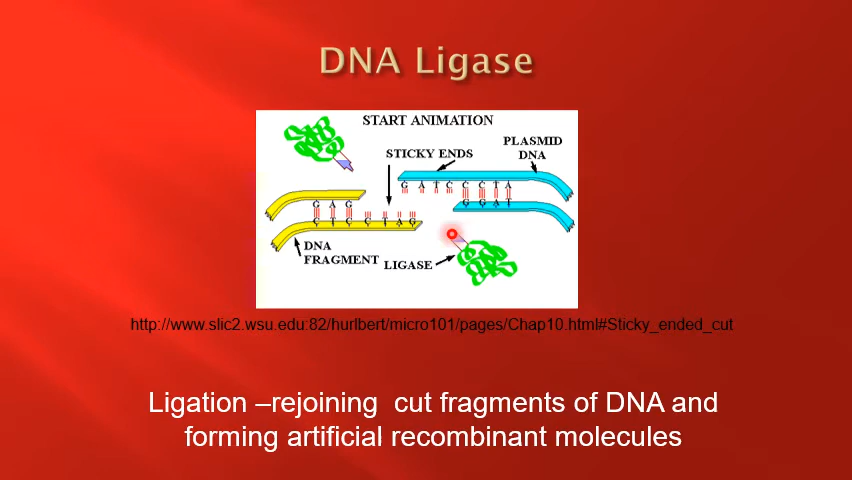 DNA Ligase
START ANIMATION
PLASMID
DNA
STICKY ENDS
G A T C C C T A
G G A T
G A G
C T C C T A G
DNA
FRAGMENT
LIGASE
http://www.slic2.wsu.edu:82/hurlbert/micro101/pages/Chap10.html#Sticky_ended_cut
Ligation –rejoining cut fragments of DNA and
forming artificial recombinant molecules